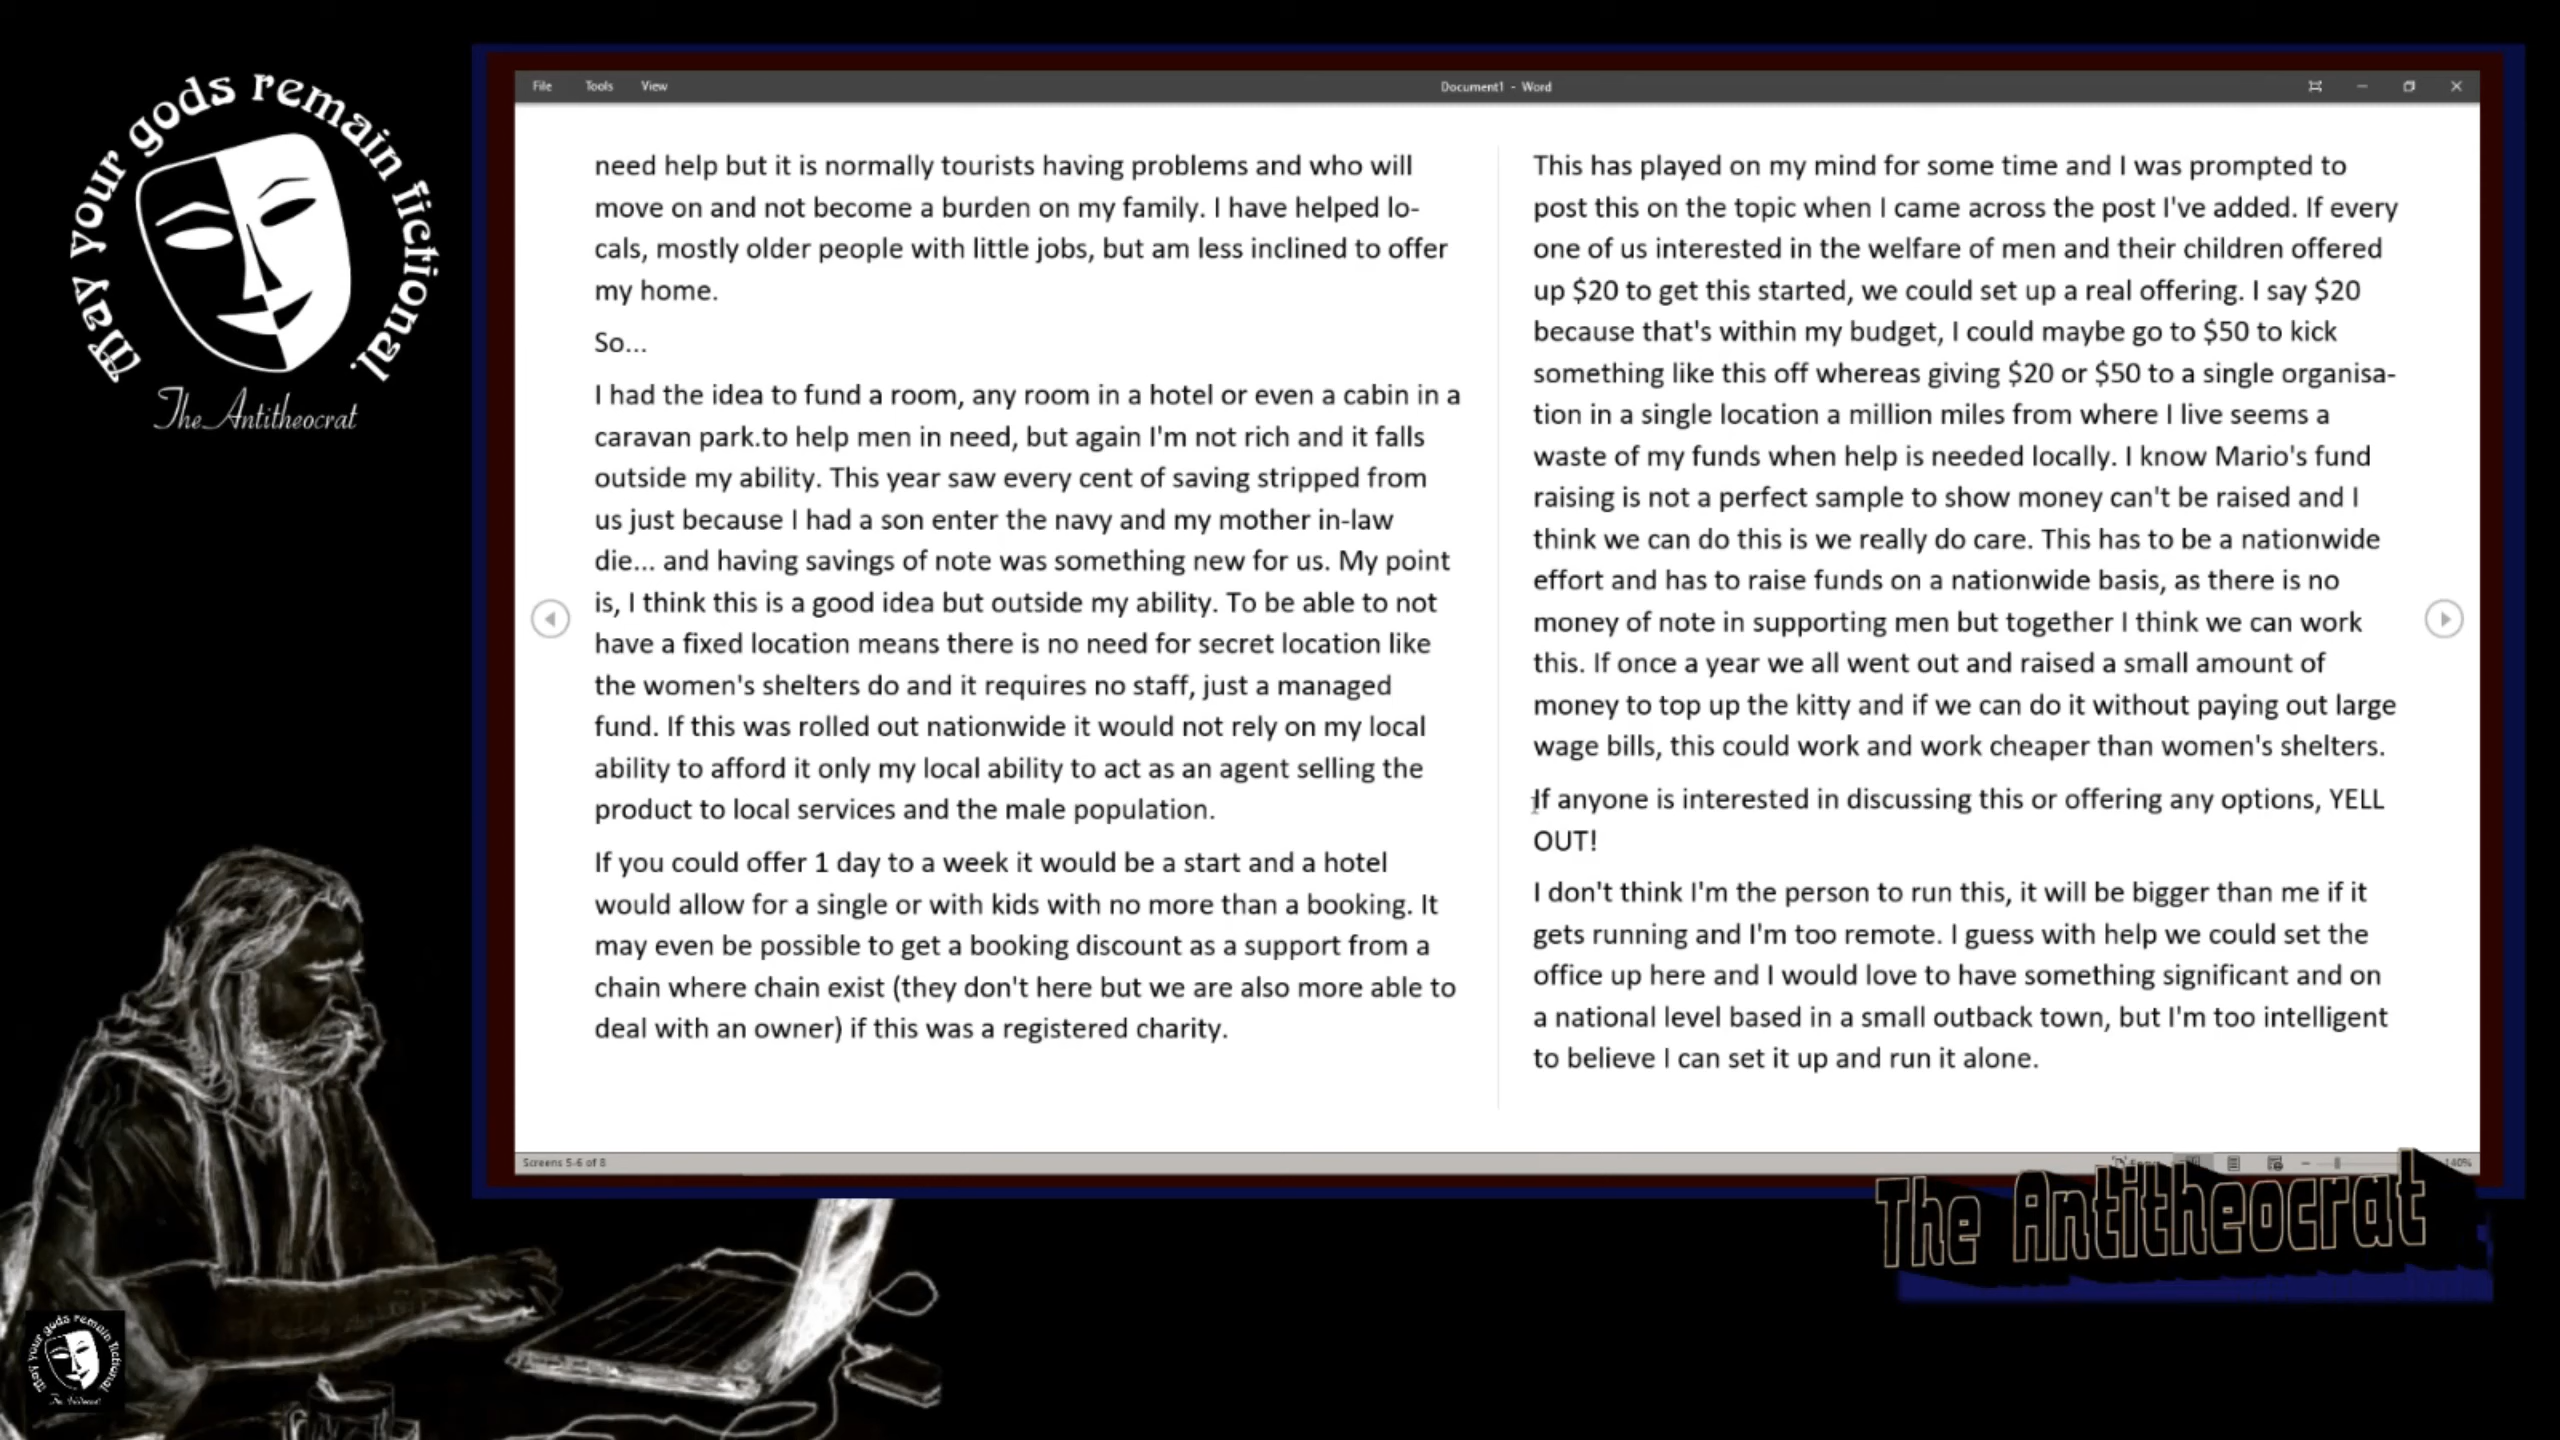 May your gods remain fictional.
The Antitheocrat
File Tools View
Document1 - Word
need help but it is normally tourists having problems and who will
move on and not become a burden on my family. I have helped lo-
cals, mostly older people with little jobs, but am less inclined to offer
my home.
So...
I had the idea to fund a room, any room in a hotel or even a cabin in a
caravan park.to help men in need, but again I'm not rich and it falls
outside my ability. This year saw every cent of saving stripped from
us just because I had a son enter the navy and my mother in-law
die... and having savings of note was something new for us. My point
is, I think this is a good idea but outside my ability. To be able to not
have a fixed location means there is no need for secret location like
the women's shelters do and it requires no staff, just a managed
fund. If this was rolled out nationwide it would not rely on my local
ability to afford it only my local ability to act as an agent selling the
product to local services and the male population.
If you could offer 1 day to a week it would be a start and a hotel
would allow for a single or with kids with no more than a booking. It
may even be possible to get a booking discount as a support from a
chain where chain exist (they don't here but we are also more able to
deal with an owner) if this was a registered charity.
This has played on my mind for some time and I was prompted to
post this on the topic when I came across the post I've added. If every
one of us interested in the welfare of men and their children offered
up $20 to get this started, we could set up a real offering. I say $20
because that's within my budget, I could maybe go to $50 to kick
something like this off whereas giving $20 or $50 to a single organisa-
tion in a single location a million miles from where I live seems a
waste of my funds when help is needed locally. I know Mario's fund
raising is not a perfect sample to show money can't be raised and I
think we can do this is we really do care. This has to be a nationwide
effort and has to raise funds on a nationwide basis, as there is no
money of note in supporting men but together I think we can work
this. If once a year we all went out and raised a small amount of
money to top up the kitty and if we can do it without paying out large
wage bills, this could work and work cheaper than women's shelters.
If anyone is interested in discussing this or offering any options, YELL
OUT!
I don't think I'm the person to run this, it will be bigger than me if it
gets running and I'm too remote. I guess with help we could set the
office up here and I would love to have something significant and on
a national level based in a small outback town, but I'm too intelligent
to believe I can set it up and run it alone.
Screens 5-6 of 8
140%
The Antitheocrat
May your gods remain fictional.